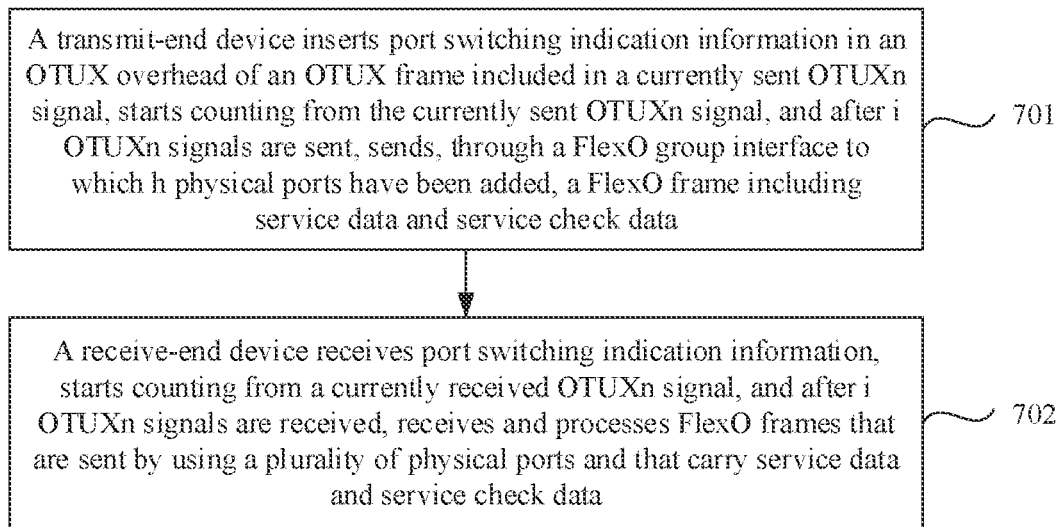 A transmit-end device inserts port switching indication information in an
OTUX overhead of an OTUX frame included in a currently sent OTUXn
signal, starts counting from the currently sent OTUXn signal, and after i
OTUXn signals are sent, sends, through a FlexO group interface to
which h physical ports have been added, a FlexO frame including
service data and service check data
701
A receive-end device receives port switching indication information,
starts counting from a currently received OTUXn signal, and after i
OTUXn signals are received, receives and processes FlexO frames that
are sent by using a plurality of physical ports and that carry service data
and service check data
702